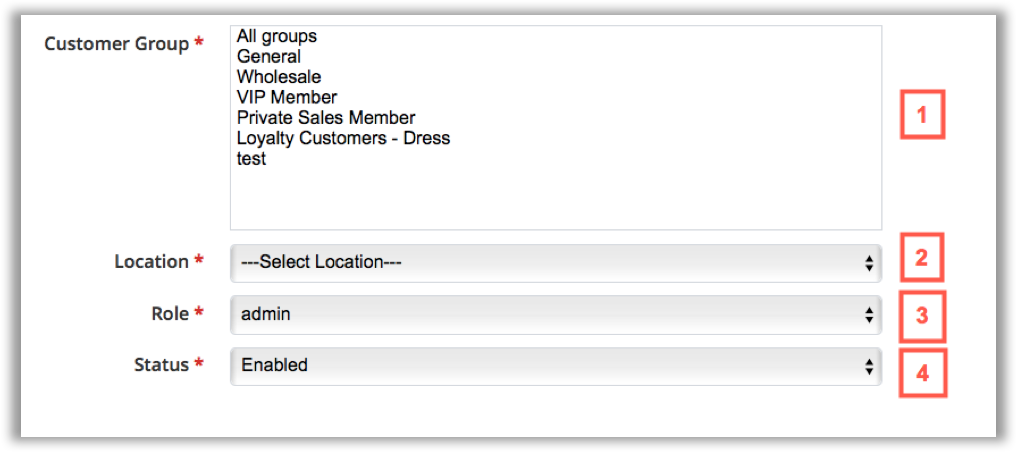 Customer Group *
All groups
General
Wholesale
VIP Member
Private Sales Member
Loyalty Customers - Dress
test
1
Location * ---Select Location--- 2
Role * admin 3
Status * Enabled 4